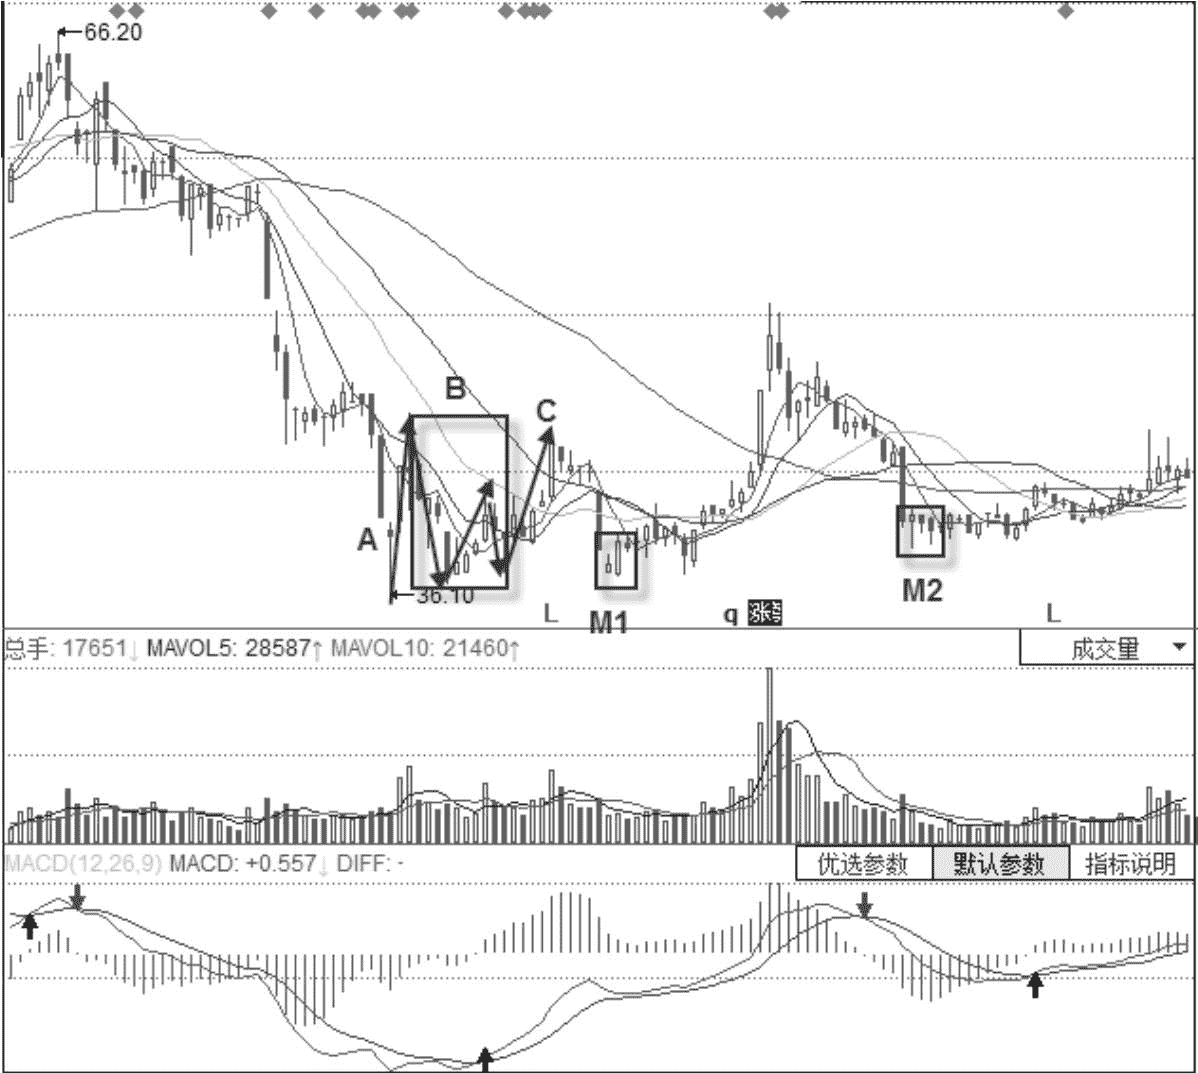 66.20
B
C
A
36.10
L
M1
q
涨
M2
L
总手: 17651↓ MAVOL5: 28587↑ MAVOL10: 21460↑
成交量
MACD(12,26,9) MACD: +0.557↓ DIFF: -
优选参数
默认参数
指标说明